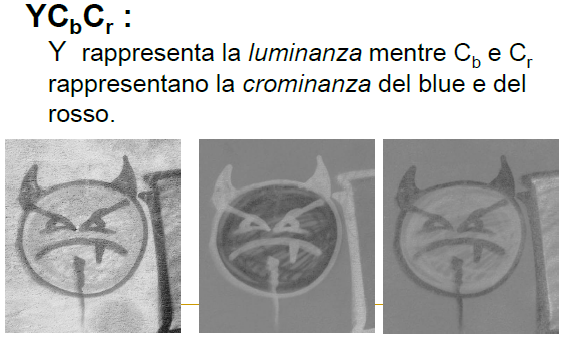 YCbCr :
Y rappresenta la luminanza mentre Cb e Cr
rappresentano la crominanza del blue e del
rosso.